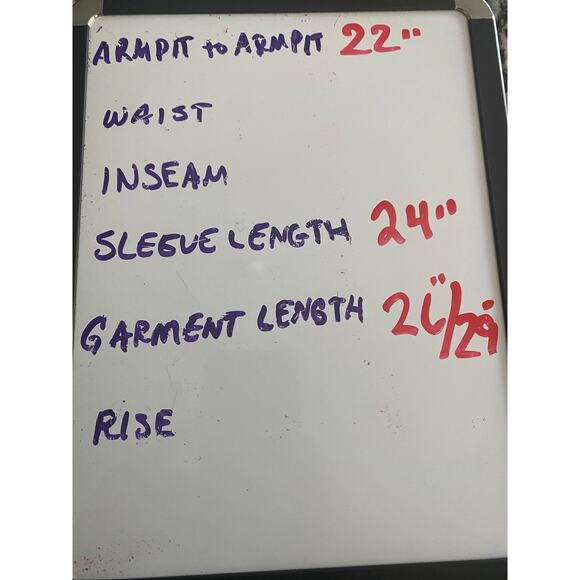 ARMPIT to ARMPIT 22"
WAIST
INSEAM
SLEEVE LENGTH 24"
GARMENT LENGTH 26"/29"
RISE